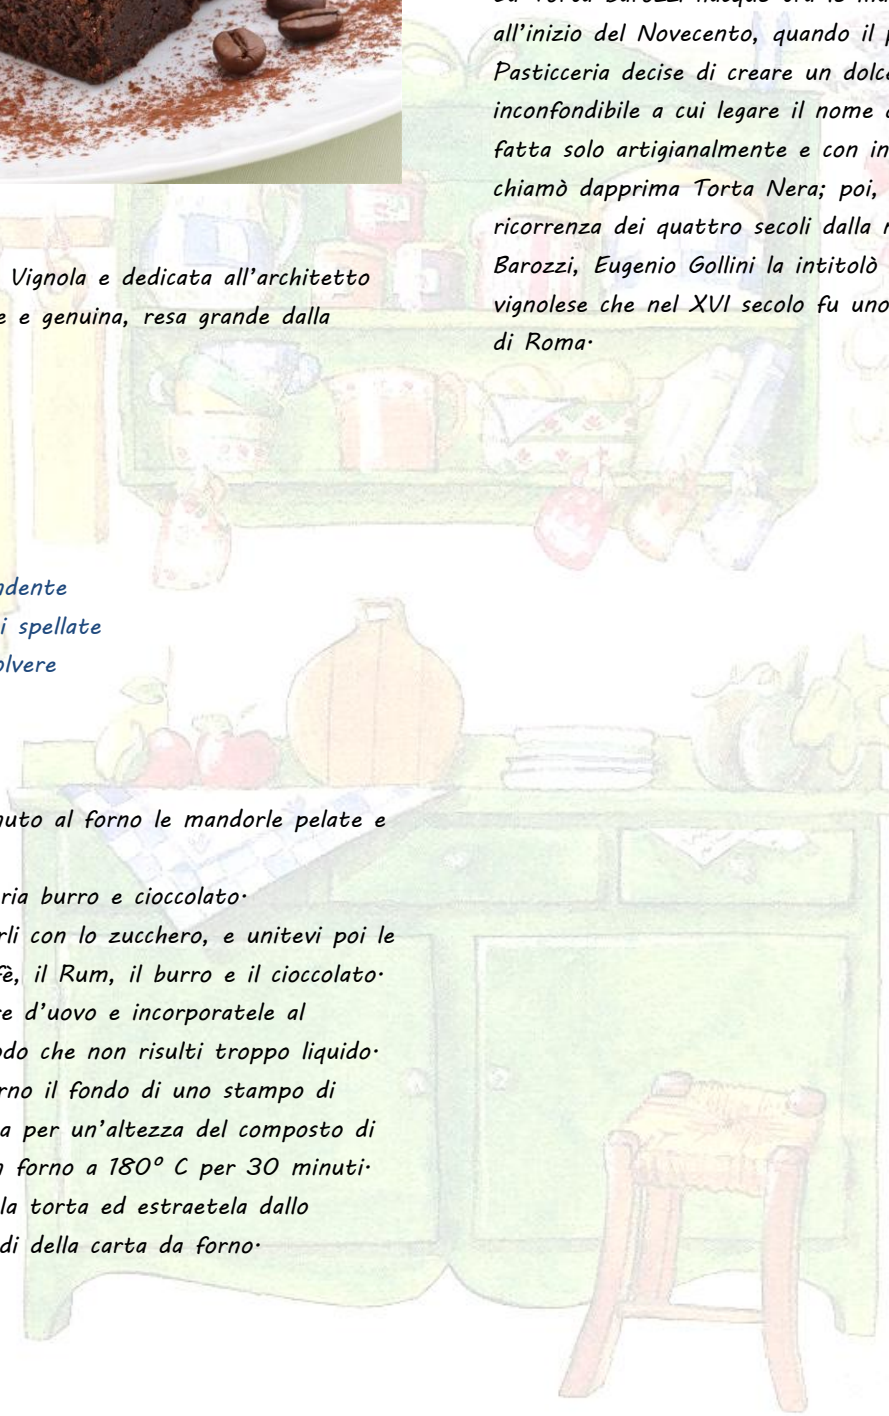 all'inizio del Novecento, quando il
Pasticceria decise di creare un dolce
inconfondibile a cui legare il nome
fatta solo artigianalmente e con
chiamò dapprima Torta Nera; poi,
ricorrenza dei quattro secoli dalla
Barozzi, Eugenio Gollini la intitolò
vignolese che nel XVI secolo fu uno
di Roma·
Vignola e dedicata all'architetto
e genuina, resa grande dalla
ndente
i spellate
olvere
nuto al forno le mandorle pelate e
ria burro e cioccolato·
rli con lo zucchero, e unitevi poi le
fè, il Rum, il burro e il cioccolato·
re d'uovo e incorporatele al
odo che non risulti troppo liquido·
rno il fondo di uno stampo di
a per un'altezza del composto di
n forno a 180° C per 30 minuti·
la torta ed estraetela dallo
di della carta da forno·